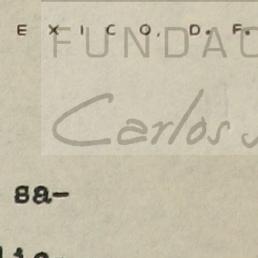 EXICO, D. F.
FUNDAC
Carlos
sa-